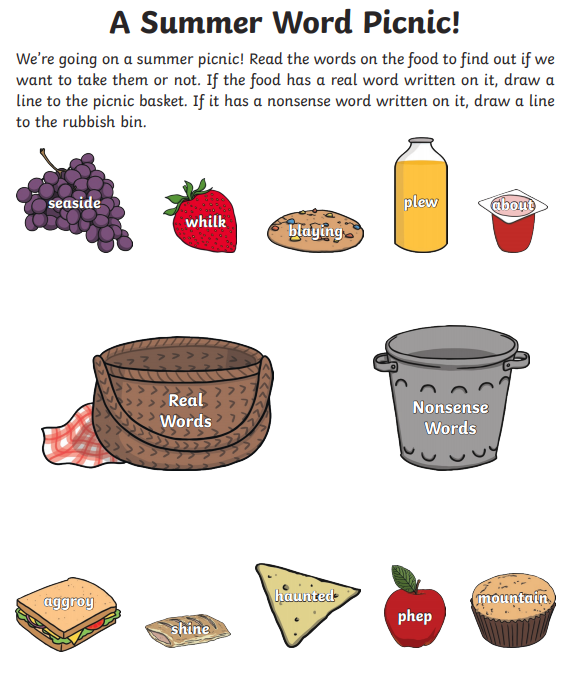 A Summer Word Picnic!
We're going on a summer picnic! Read the words on the food to find out if we
want to take them or not. If the food has a real word written on it, draw a
line to the picnic basket. If it has a nonsense word written on it, draw a line
to the rubbish bin.
seaside
whilk
blaying
plew
about
Real
Words
Nonsense
Words
aggroy
shine
haunted
phep
mountain